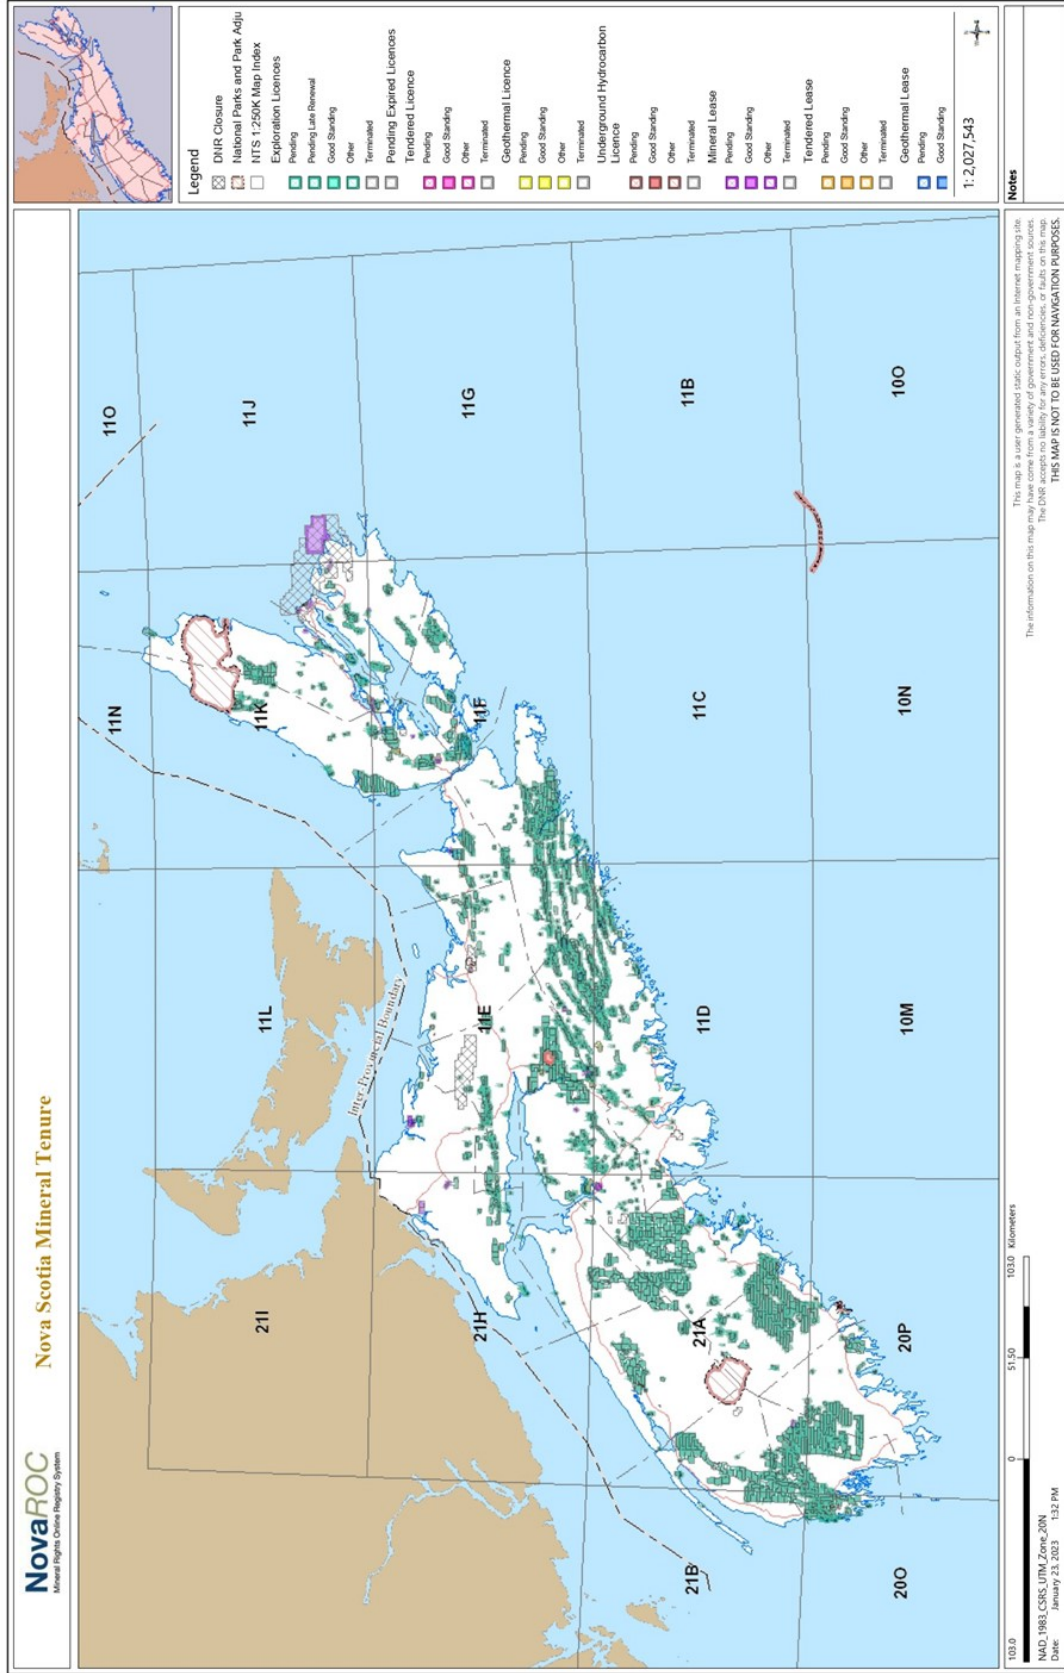 NovaROC
Mineral Rights Online Registry System
Nova Scotia Mineral Tenure
11N
11O
21I
11L
11K
11J
Inter-Provincial Boundary
21H
11E
11F
11G
21B
21A
11D
11C
11B
20O
20P
10M
10N
10O
Legend
DNR Closure
National Parks and Park Adju
NTS 1:250K Map Index
Exploration Licences
Pending
Pending Late Renewal
Good Standing
Other
Terminated
Pending Expired Licences
Tendered Licence
Pending
Good Standing
Other
Terminated
Geothermal Licence
Pending
Good Standing
Other
Terminated
Underground Hydrocarbon
Licence
Pending
Good Standing
Other
Terminated
Mineral Lease
Pending
Good Standing
Other
Terminated
Tendered Lease
Pending
Good Standing
Other
Terminated
Geothermal Lease
Pending
Good Standing
1: 2,027,543
103.0 0 51.50 103.0 Kilometers
NAD_1983_CSRS_UTM_Zone_20N
Date: January 23, 2023 1:32 PM
This map is a user generated static output from an Internet mapping site.
The information on this map may have come from a variety of government and non-government sources.
The DNR accepts no liability for any errors, deficiencies, or faults on this map.
THIS MAP IS NOT TO BE USED FOR NAVIGATION PURPOSES.
Notes